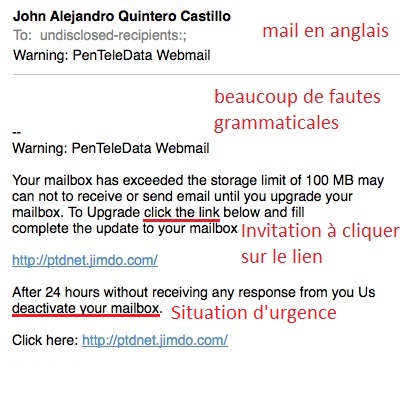 John Alejandro Quintero Castillo
mail en anglais
To: undisclosed-recipients:;
Warning: PenTeleData Webmail
beaucoup de fautes
grammaticales
--
Warning: PenTeleData Webmail
Your mailbox has exceeded the storage limit of 100 MB may
can not to receive or send email until you upgrade your
mailbox. To Upgrade click the link below and fill
complete the update to your mailbox
Invitation à cliquer
sur le lien
http://ptdnet.jimdo.com/
After 24 hours without receiving any response from you Us
deactivate your mailbox.
Situation d'urgence
Click here: http://ptdnet.jimdo.com/